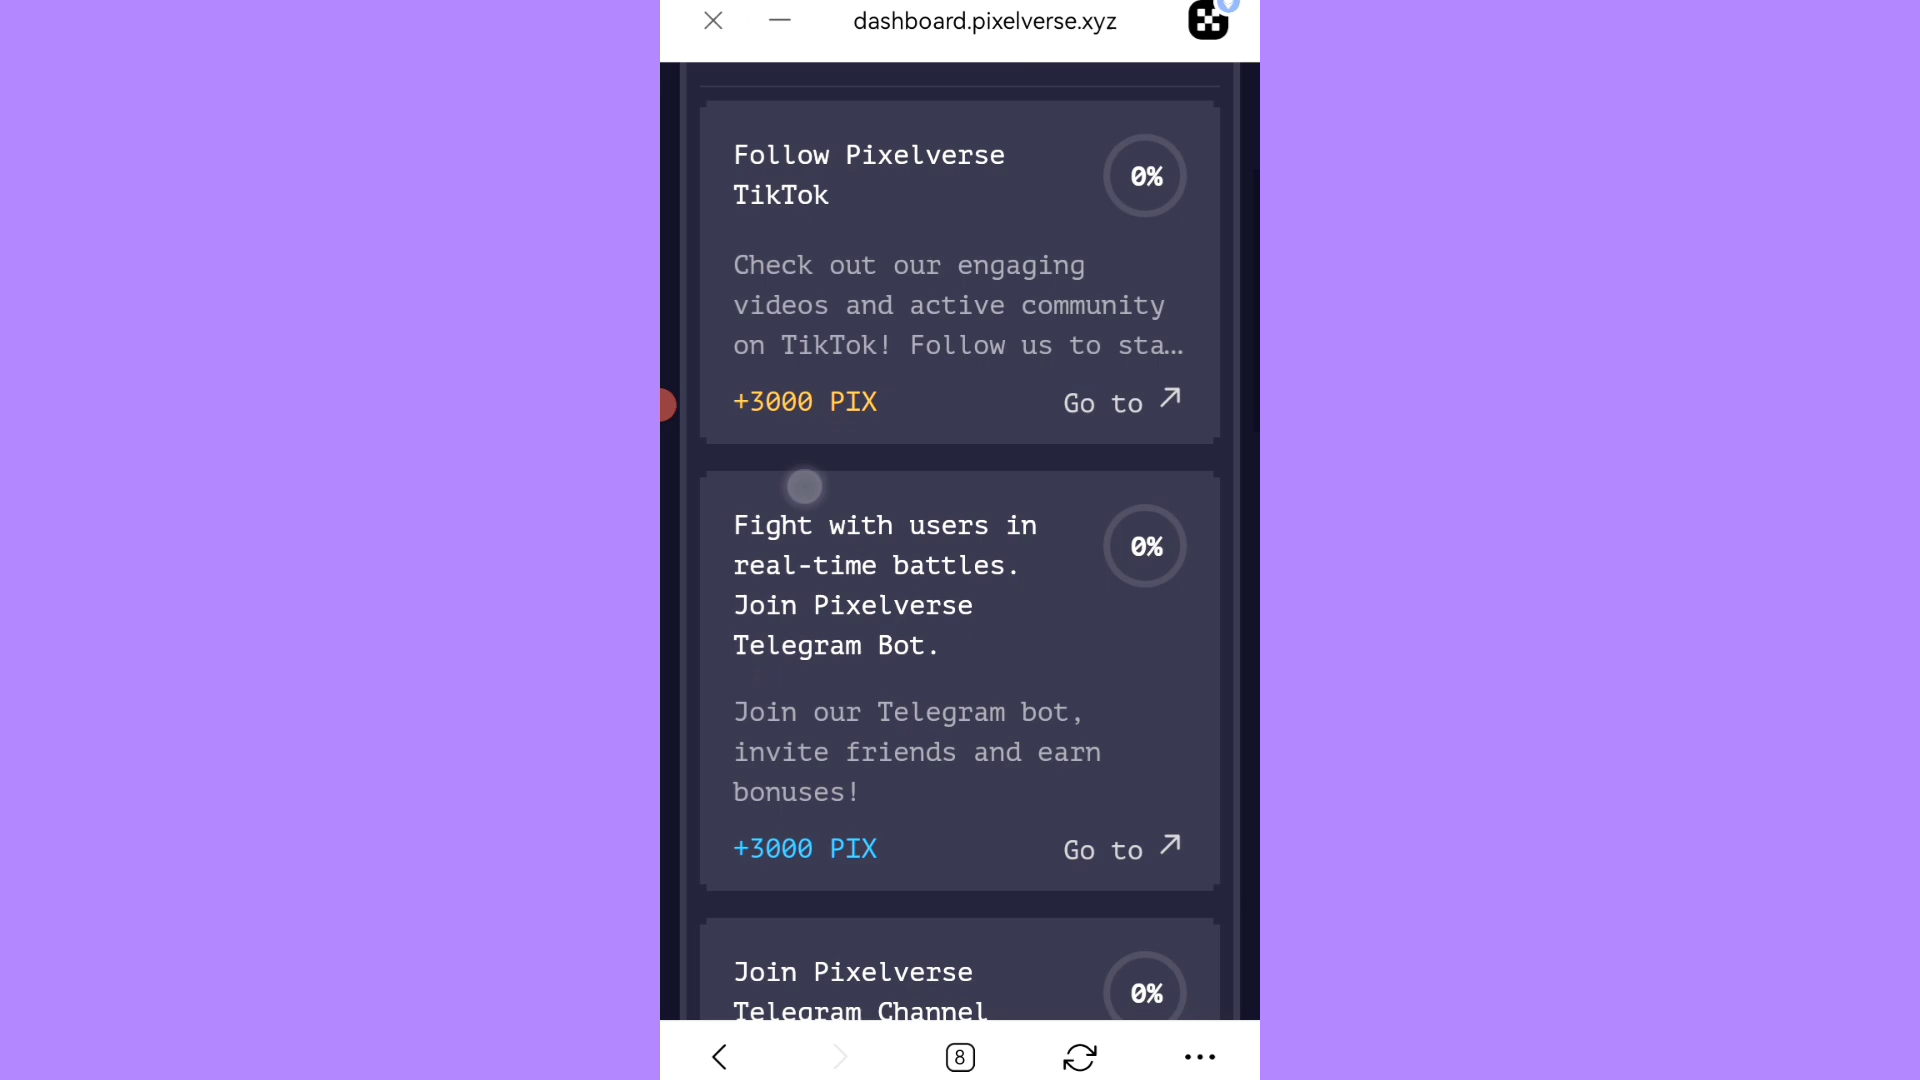 dashboard.pixelverse.xyz
Follow Pixelverse
TikTok
0%
Check out our engaging
videos and active community
on TikTok! Follow us to sta...
+3000 PIX
Go to
Fight with users in
real-time battles.
Join Pixelverse
Telegram Bot.
0%
Join our Telegram bot,
invite friends and earn
bonuses!
+3000 PIX
Go to
Join Pixelverse
Telegram Channel
0%
8